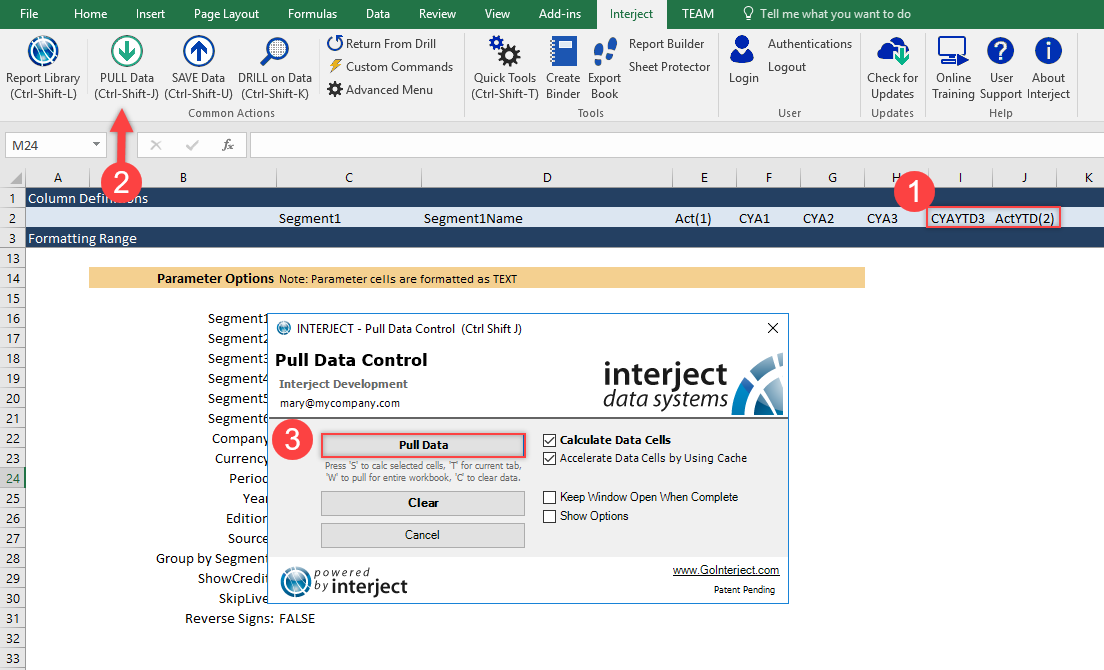 File Home Insert Page Layout Formulas Data Review View Add-ins Interject TEAM Tell me what you want to do
Report Library
(Ctrl-Shift-L)
PULL Data
(Ctrl-Shift-J)
SAVE Data
(Ctrl-Shift-U)
DRILL on Data
(Ctrl-Shift-K)
Return From Drill
Custom Commands
Advanced Menu
Common Actions
Quick Tools
(Ctrl-Shift-T)
Create
Binder
Export
Book
Report Builder
Sheet Protector
Tools
Login
Authentications
Logout
User
Check for
Updates
Updates
Online
Training
User
Support
About
Interject
Help
M24 fx
2
1
A B C D E F G H I J K
1 Column Definitions
2 Segment1 Segment1Name Act(1) CYA1 CYA2 CYA3 CYAYTD3 ActYTD(2)
3 Formatting Range
13
14 Parameter Options Note: Parameter cells are formatted as TEXT
15
16 Segment1
17 Segment2
18 Segment3
19 Segment4
20 Segment5
21 Segment6
22 Company
23 Currency
24 Period
25 Year
26 Edition
27 Source
28 Group by Segment
29 ShowCredit
30 SkipLive
31 Reverse Signs: FALSE
32
33
INTERJECT - Pull Data Control (Ctrl Shift J)
Pull Data Control
Interject Development
mary@mycompany.com
interject
data systems
3
Pull Data
Press 'S' to calc selected cells, 'T' for current tab,
'W' to pull for entire workbook, 'C' to clear data.
Clear
Cancel
Calculate Data Cells
Accelerate Data Cells by Using Cache
Keep Window Open When Complete
Show Options
powered
by interject
www.GoInterject.com
Patent Pending